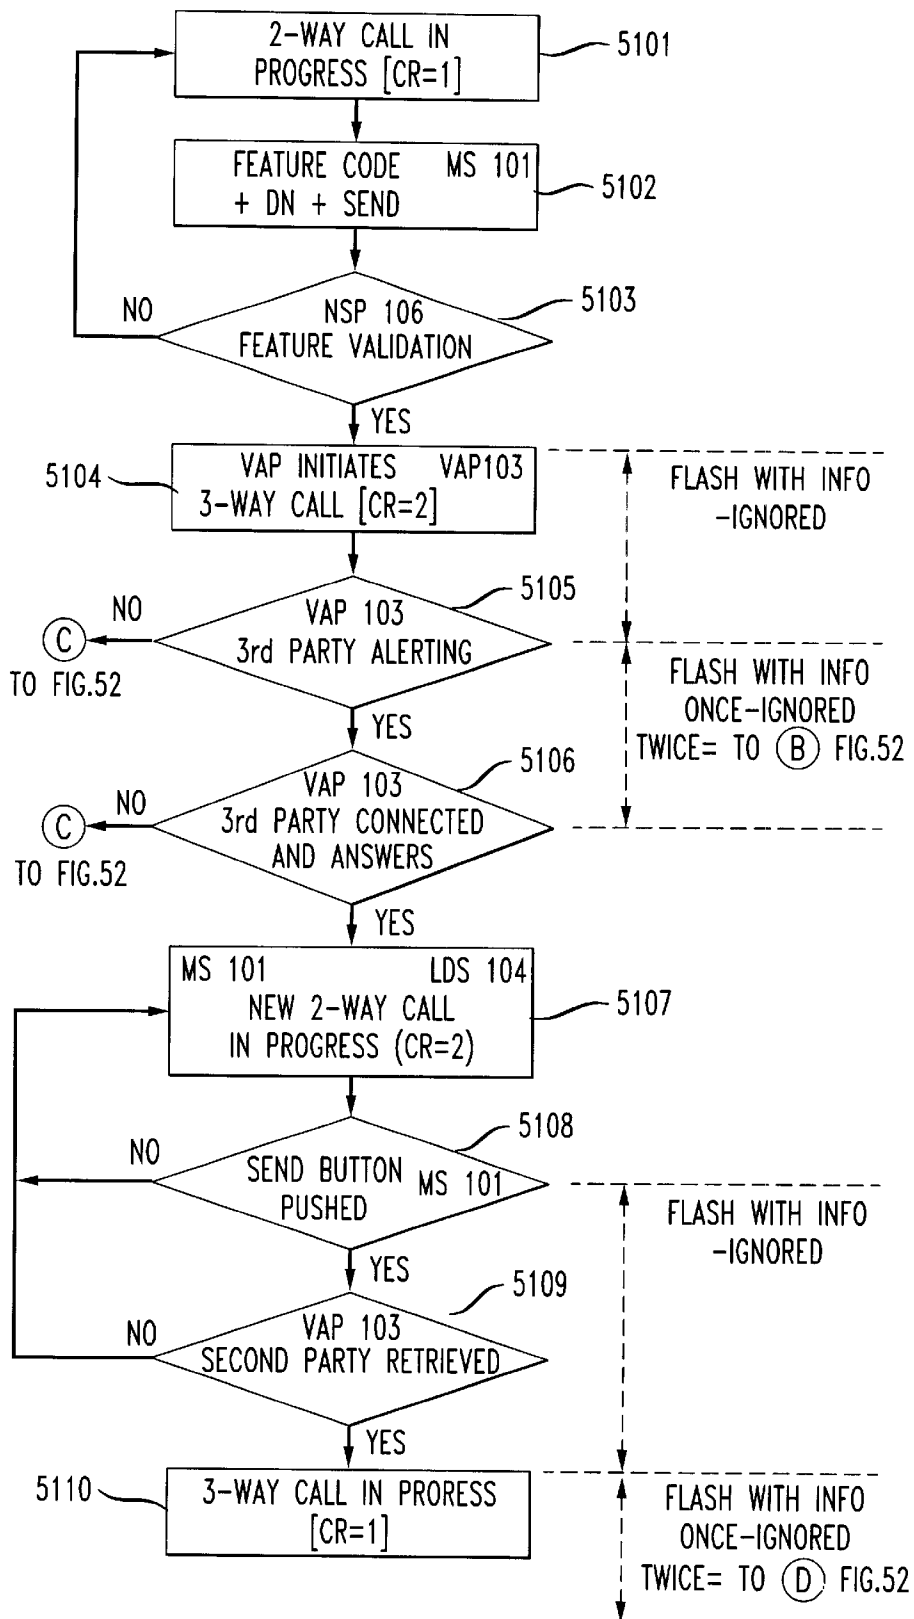 2-WAY CALL IN
PROGRESS [CR=1]
5101
FEATURE CODE MS 101
+ DN + SEND
5102
NO
NSP 106
FEATURE VALIDATION
5103
YES
5104
VAP INITIATES VAP103
3-WAY CALL [CR=2]
FLASH WITH INFO
-IGNORED
5105
NO
VAP 103
3rd PARTY ALERTING
C
TO FIG.52
YES
FLASH WITH INFO
ONCE-IGNORED
TWICE= TO B FIG.52
5106
NO
VAP 103
3rd PARTY CONNECTED
AND ANSWERS
C
TO FIG.52
YES
MS 101 LDS 104
NEW 2-WAY CALL
IN PROGRESS (CR=2)
5107
5108
NO
SEND BUTTON MS 101
PUSHED
FLASH WITH INFO
-IGNORED
YES
5109
NO
VAP 103
SECOND PARTY RETRIEVED
YES
5110
3-WAY CALL IN PRORESS
[CR=1]
FLASH WITH INFO
ONCE-IGNORED
TWICE= TO D FIG.52